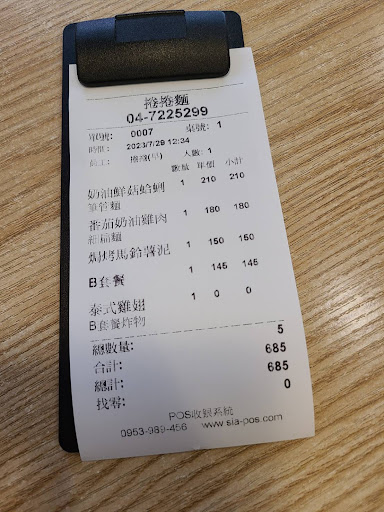 捲捲麵
04-7225299
單號: 0007 桌號: 1
時間: 2023/7/29 12:34
員工: (早) 人數: 1
數量 單價 小計
奶油鮮菇蛤蜊 1 210 210
筆管麵
蕃茄奶油雞肉 1 180 180
細扁麵
焗烤馬鈴薯泥 1 150 150
B套餐 1 145 145
泰式雞翅 1 0 0
B套餐炸物
總數量: 5
合計: 685
總計: 685
找零: 0
POS收銀系統
0953-989-456 www.sia-pos.com